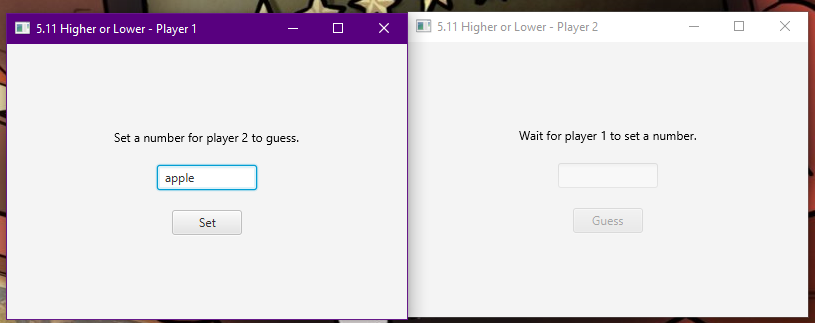 5.11 Higher or Lower - Player 1
Set a number for player 2 to guess.
apple
Set
5.11 Higher or Lower - Player 2
Wait for player 1 to set a number.
Guess